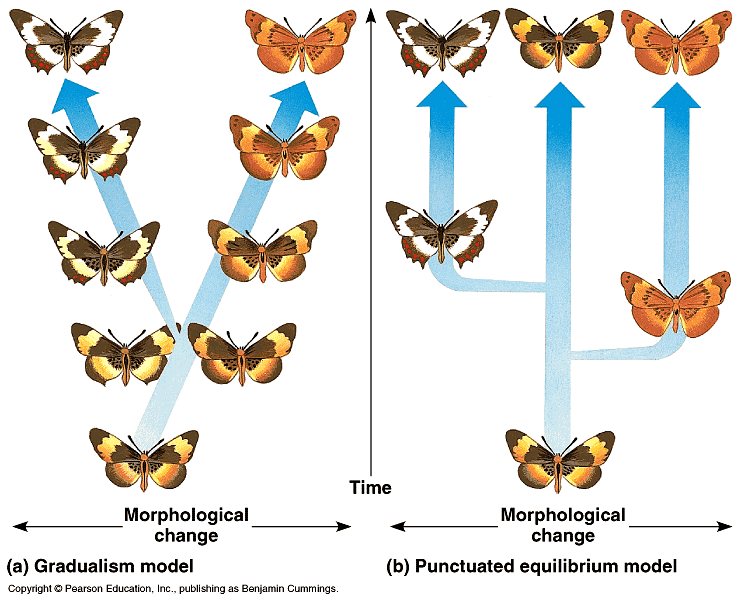 Time
Morphological
change
Morphological
change
(a) Gradualism model
(b) Punctuated equilibrium model
Copyright © Pearson Education, Inc., publishing as Benjamin Cummings.